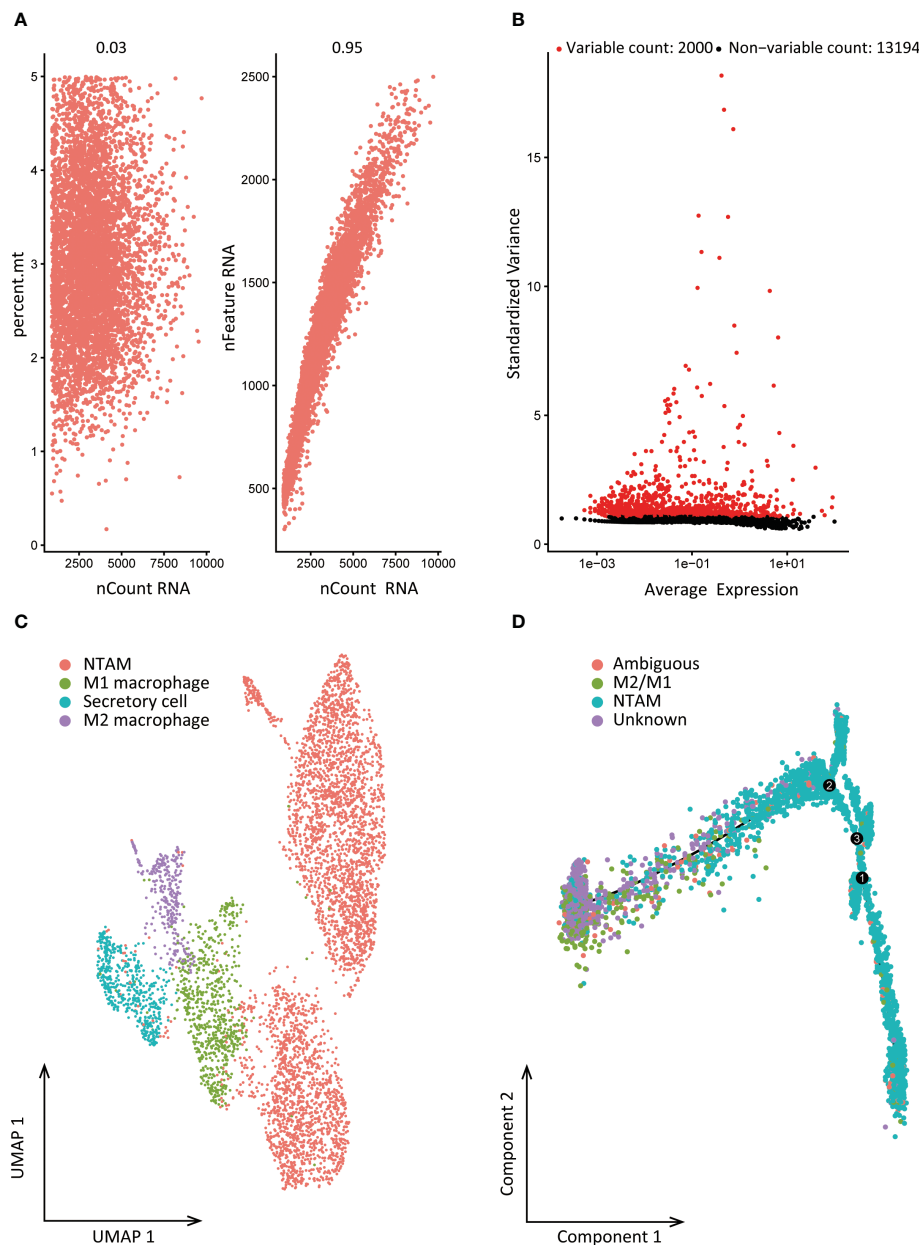 A
0.03
0.95
5
4
3
2
1
0
percent.mt
2500
5000
7500
10000
nCount RNA
2500
2000
1500
1000
500
nFeature RNA
2500
5000
7500
10000
nCount RNA
B
Variable count: 2000
Non−variable count: 13194
15
10
5
0
Standardized Variance
1e−03
1e−01
1e+01
Average Expression
C
NTAM
M1 macrophage
Secretory cell
M2 macrophage
UMAP 1
UMAP 1
D
Ambiguous
M2/M1
NTAM
Unknown
2
3
1
Component 2
Component 1